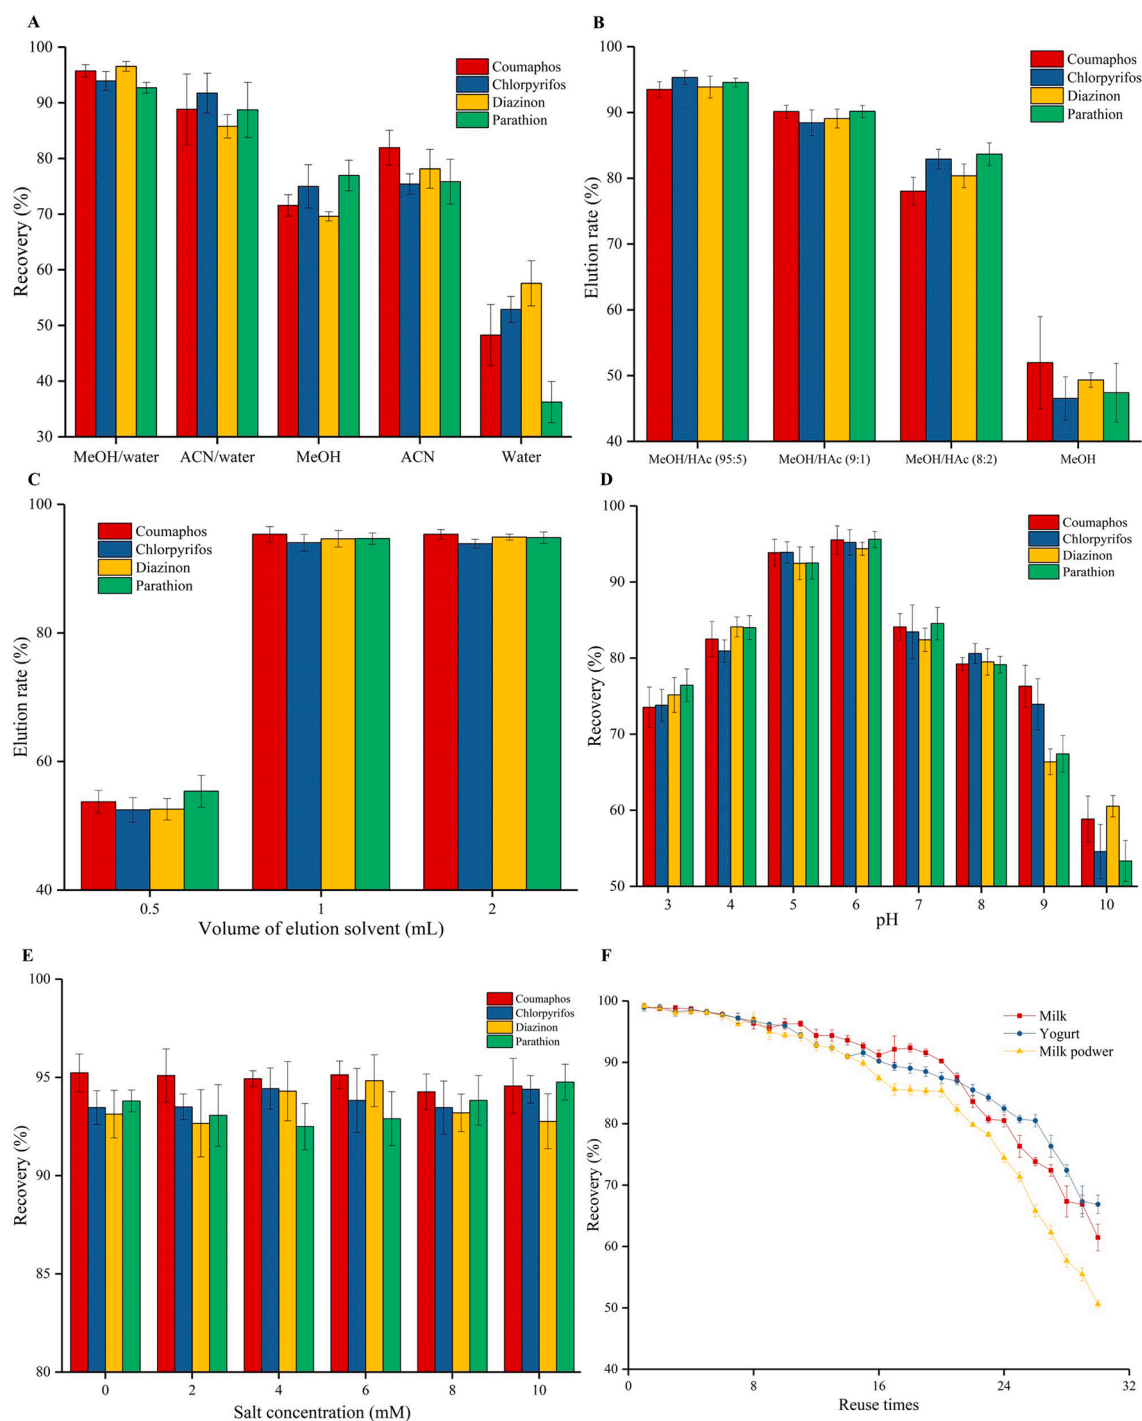 A
100
90
80
70
60
50
40
30
Recovery (%)
Coumaphos
Chlorpyrifos
Diazinon
Parathion
MeOH/water ACN/water MeOH ACN Water
B
100
90
80
70
60
50
40
Elution rate (%)
Coumaphos
Chlorpyrifos
Diazinon
Parathion
MeOH/HAc (95:5) MeOH/HAc (9:1) MeOH/HAc (8:2) MeOH
C
100
80
60
40
Elution rate (%)
Coumaphos
Chlorpyrifos
Diazinon
Parathion
0.5 1 2
Volume of elution solvent (mL)
D
100
90
80
70
60
50
Recovery (%)
Coumaphos
Chlorpyrifos
Diazinon
Parathion
3 4 5 6 7 8 9 10
pH
E
100
95
90
85
80
Recovery (%)
Coumaphos
Chlorpyrifos
Diazinon
Parathion
0 2 4 6 8 10
Salt concentration (mM)
F
100
90
80
70
60
50
40
Recovery (%)
Milk
Yogurt
Milk podwer
0 8 16 24 32
Reuse times